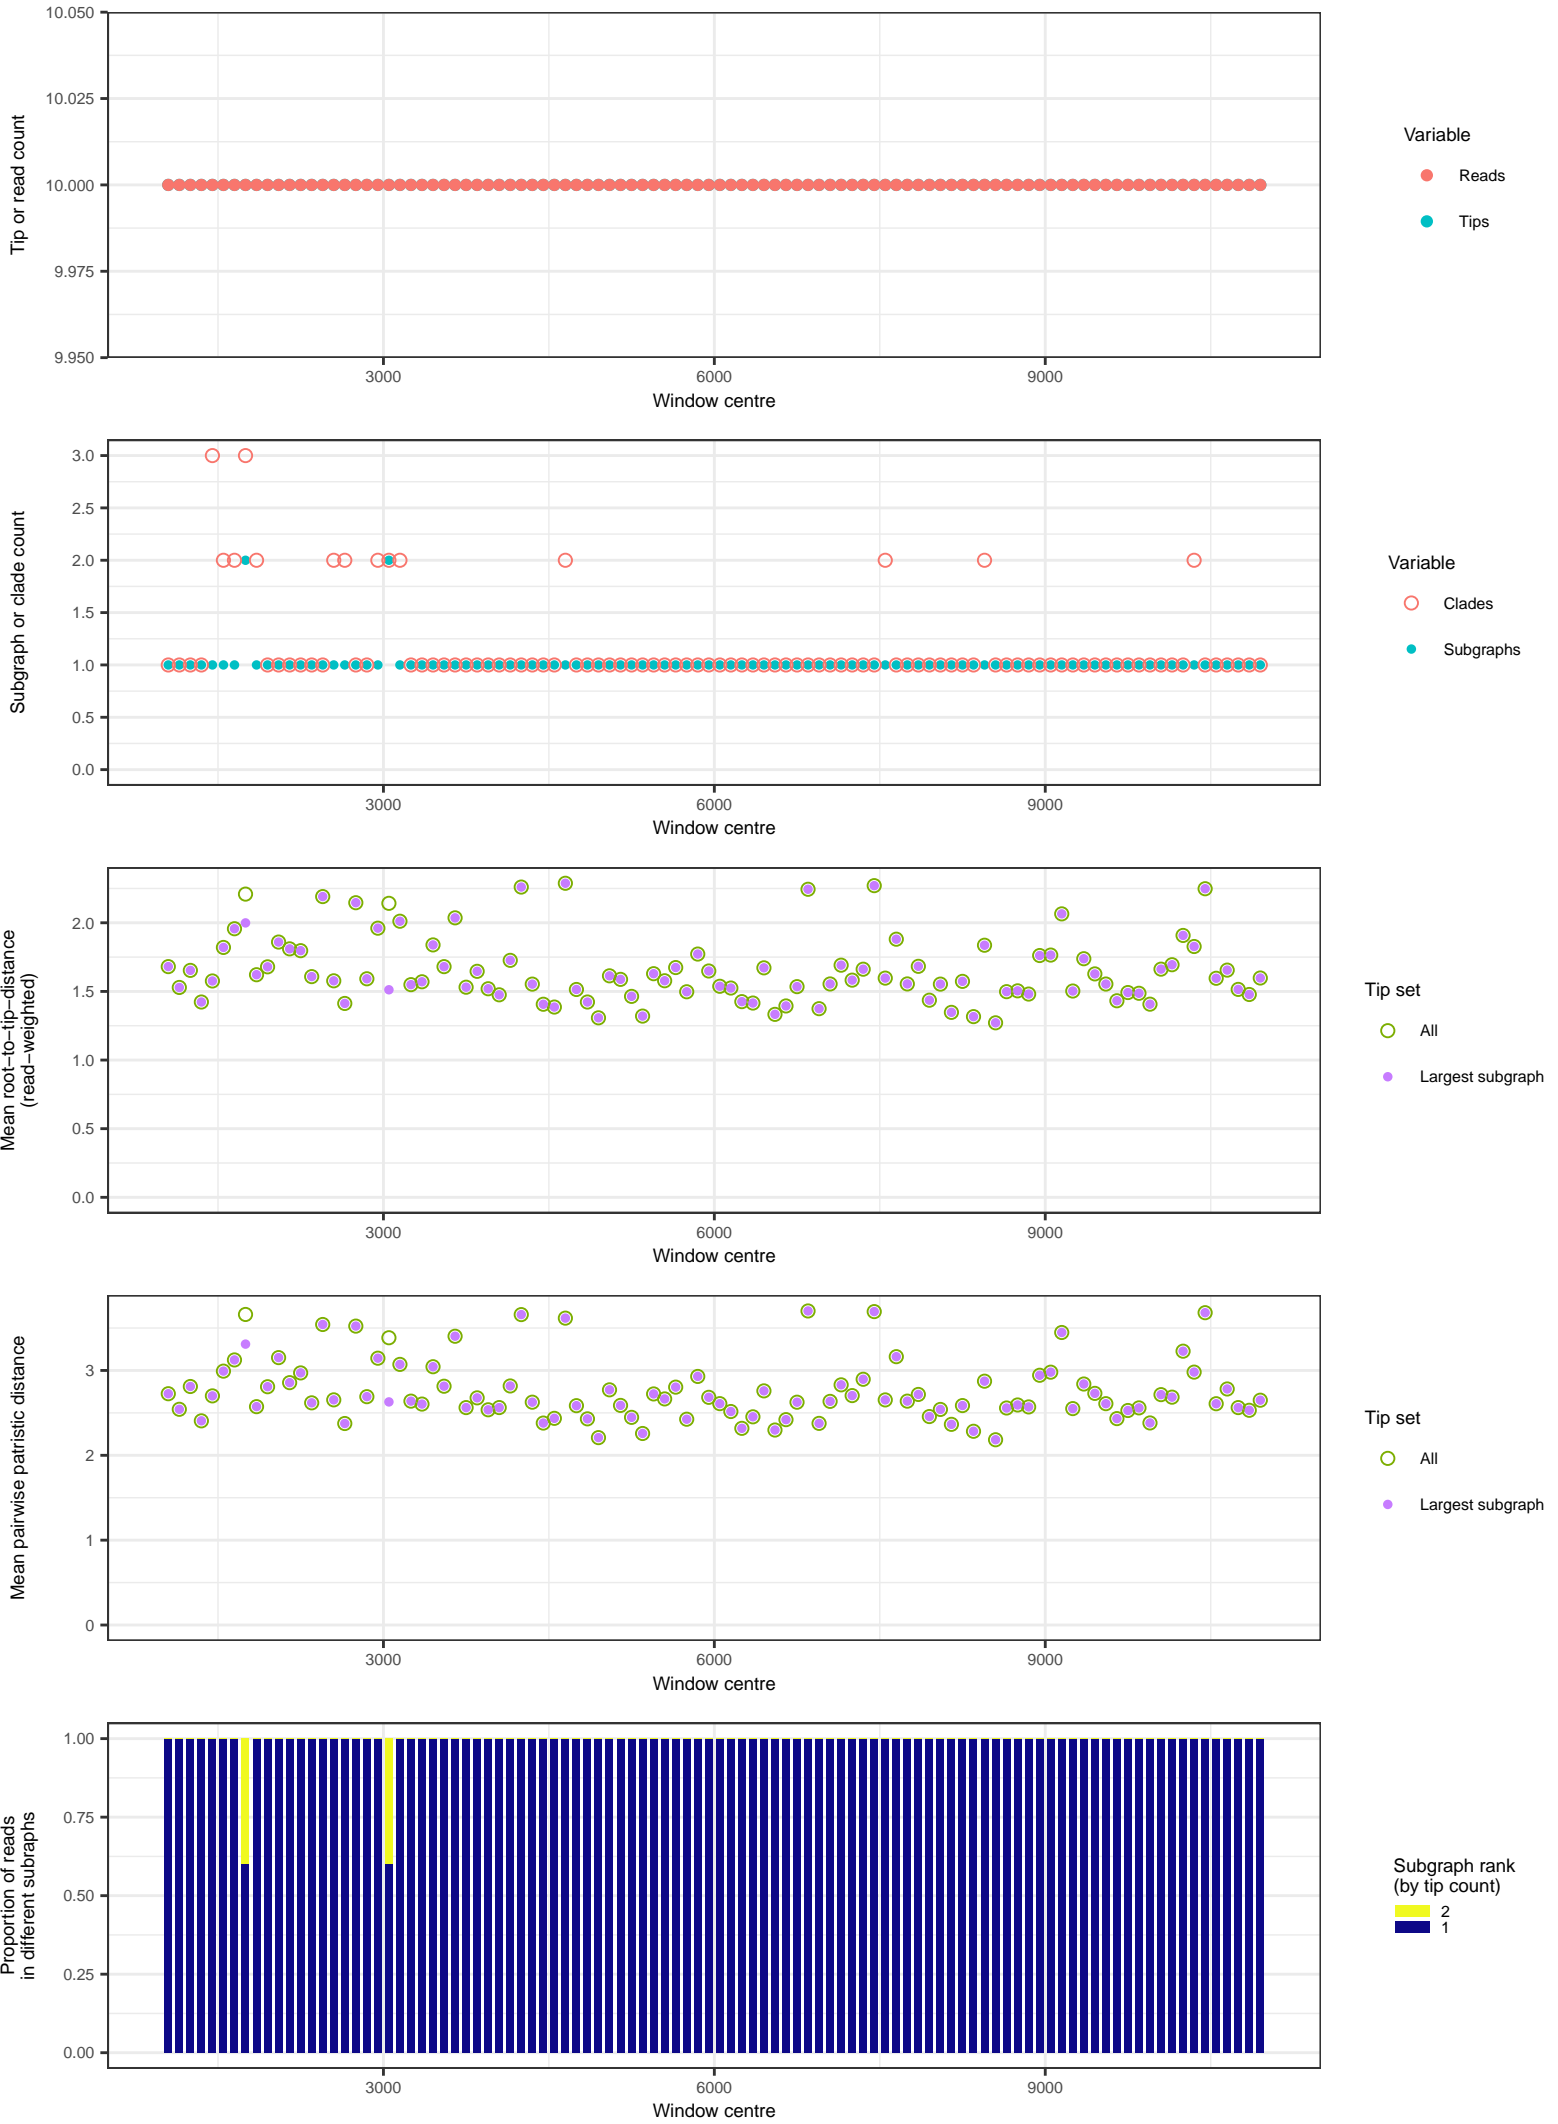 10.050
10.025
10.000
9.975
9.950
Tip or read count
3000 6000 9000
Window centre
Variable
Reads
Tips
3.0
2.5
2.0
1.5
1.0
0.5
0.0
Subgraph or clade count
3000 6000 9000
Window centre
Variable
Clades
Subgraphs
2.0
1.5
1.0
0.5
0.0
Mean root−to−tip−distance
(read−weighted)
3000 6000 9000
Window centre
Tip set
All
Largest subgraph
3
2
1
0
Mean pairwise patristic distance
3000 6000 9000
Window centre
Tip set
All
Largest subgraph
1.00
0.75
0.50
0.25
0.00
Proportion of reads
in different subraphs
3000 6000 9000
Window centre
Subgraph rank
(by tip count)
2
1